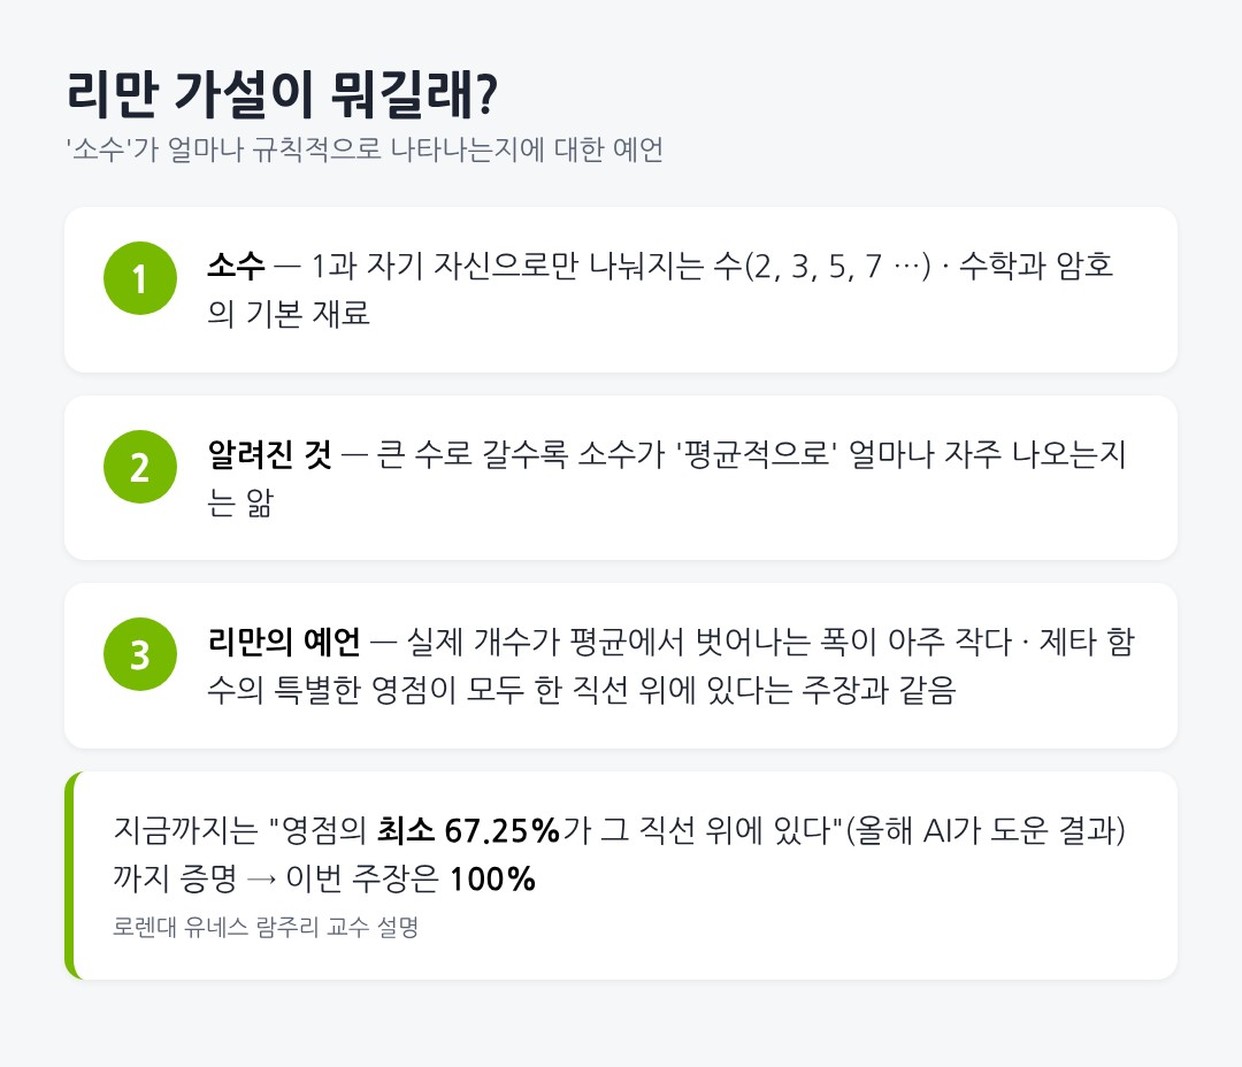 리만 가설이 뭐길래?
'소수'가 얼마나 규칙적으로 나타나는지에 대한 예언
1
소수 — 1과 자기 자신으로만 나눠지는 수(2, 3, 5, 7 …) · 수학과 암호
의 기본 재료
2
알려진 것 — 큰 수로 갈수록 소수가 '평균적으로' 얼마나 자주 나오는지
는 앎
3
리만의 예언 — 실제 개수가 평균에서 벗어나는 폭이 아주 작다 · 제타 함
수의 특별한 영점이 모두 한 직선 위에 있다는 주장과 같음
지금까지는 "영점의 최소 67.25%가 그 직선 위에 있다"(올해 AI가 도운 결과)
까지 증명 → 이번 주장은 100%
로렌대 유네스 람주리 교수 설명